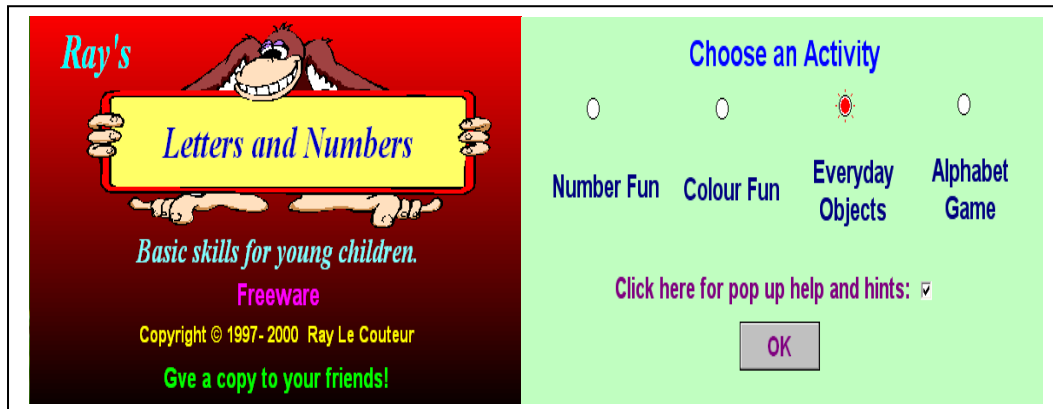 Ray's
Letters and Numbers
Basic skills for young children.
Freeware
Copyright © 1997- 2000 Ray Le Couteur
Gve a copy to your friends!
Choose an Activity
Number Fun
Colour Fun
Everyday
Objects
Alphabet
Game
Click here for pop up help and hints:
OK